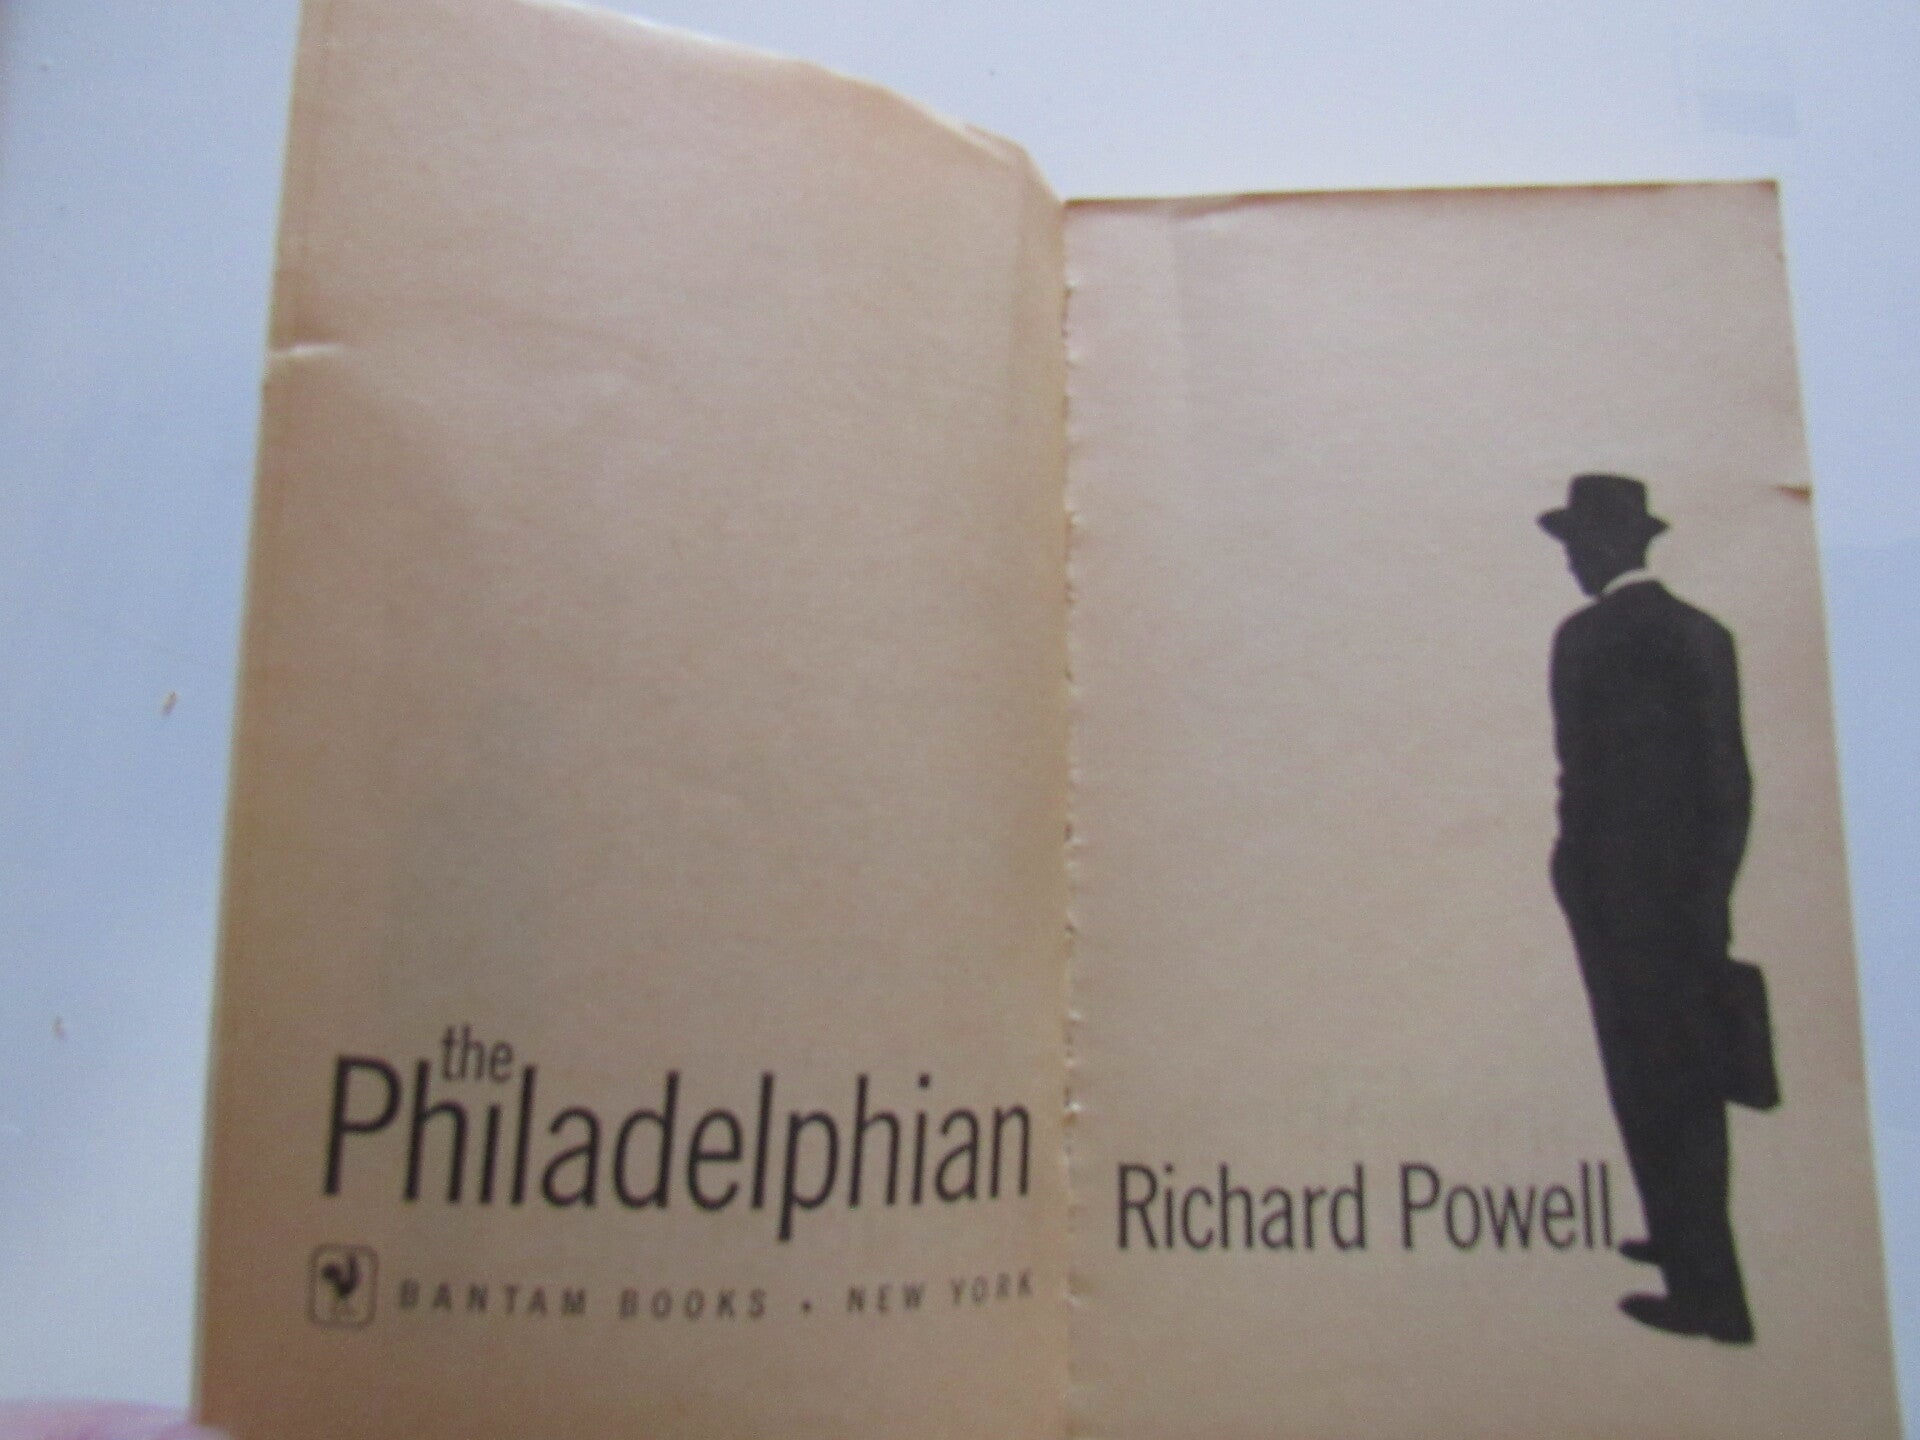 the
Philadelphian
BANTAM BOOKS • NEW YORK
Richard Powell